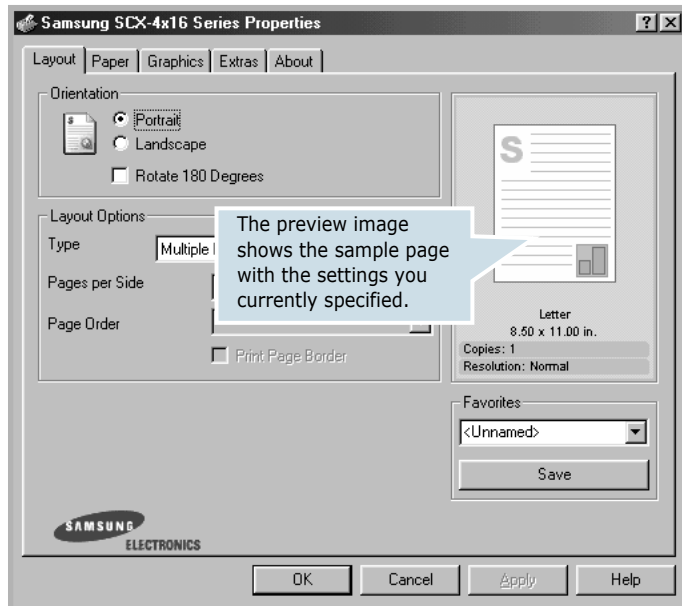 Samsung SCX-4x16 Series Properties
Layout Paper Graphics Extras About
Orientation
Portrait
Landscape
Rotate 180 Degrees
Layout Options
Type
Multiple
Pages per Side
Page Order
Print Page Border
The preview image
shows the sample page
with the settings you
currently specified.
S
S
Letter
8.50 x 11.00 in.
Copies: 1
Resolution: Normal
Favorites
<Unnamed>
Save
SAMSUNG
ELECTRONICS
OK Cancel Apply Help